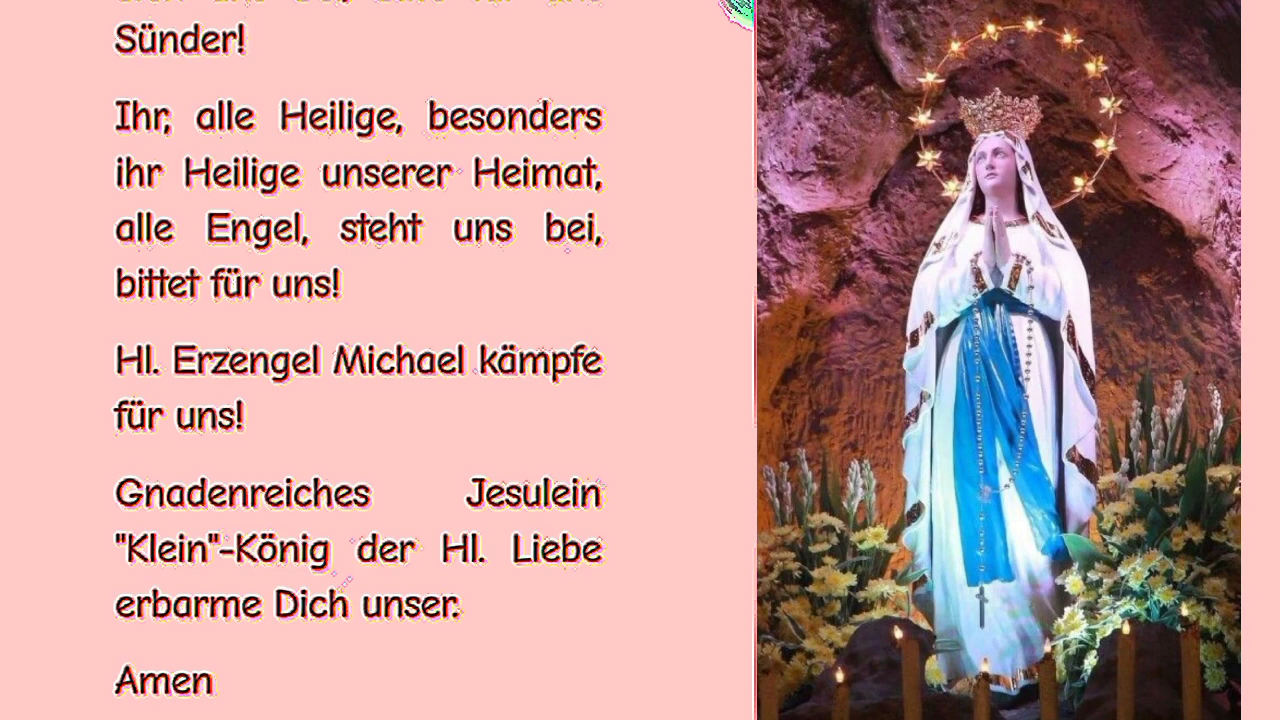 Sünder!
Ihr, alle Heilige, besonders
ihr Heilige unserer Heimat,
alle Engel, steht uns bei,
bittet für uns!
Hl. Erzengel Michael kämpfe
für uns!
Gnadenreiches Jesulein
"Klein"-König der Hl. Liebe
erbarme Dich unser.
Amen